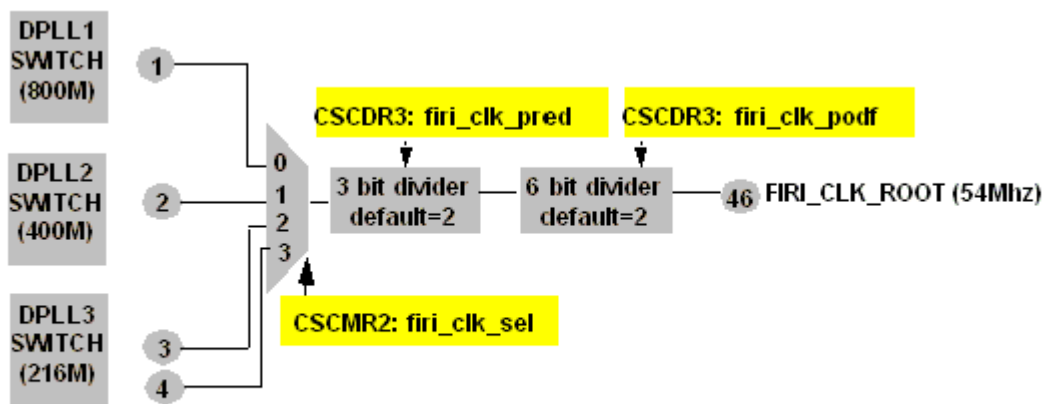 DPLL1
SWITCH
(800M)
1
CSCDR3: firi_clk_pred
CSCDR3: firi_clk_podf
DPLL2
SWITCH
(400M)
2
0
1
2
3
3 bit divider
default=2
6 bit divider
default=2
46
FIRI_CLK_ROOT (54Mhz)
DPLL3
SWITCH
(216M)
3
4
CSCMR2: firi_clk_sel